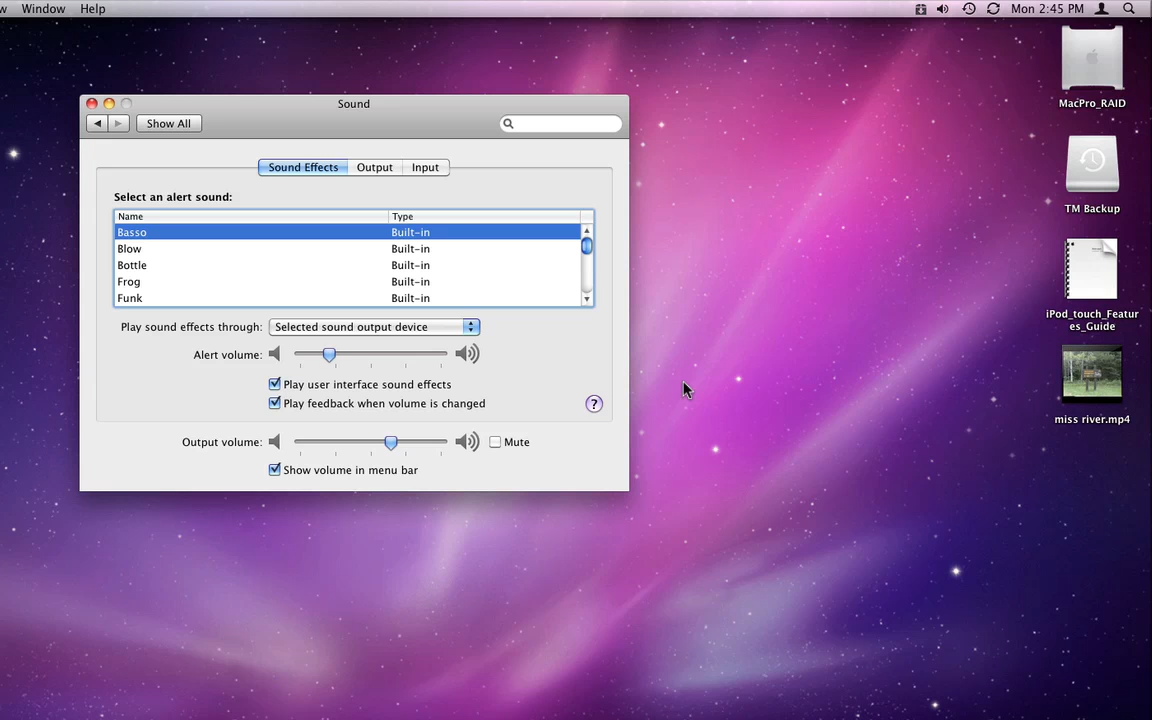 w Window Help Mon 2:45 PM
Sound
Show All
Sound Effects Output Input
Select an alert sound:
Name Type
Basso Built-in
Blow Built-in
Bottle Built-in
Frog Built-in
Funk Built-in
Play sound effects through: Selected sound output device
Alert volume:
Play user interface sound effects
Play feedback when volume is changed ?
Output volume: Mute
Show volume in menu bar
MacPro_RAID
TM Backup
iPod_touch_Featur
es_Guide
miss river.mp4